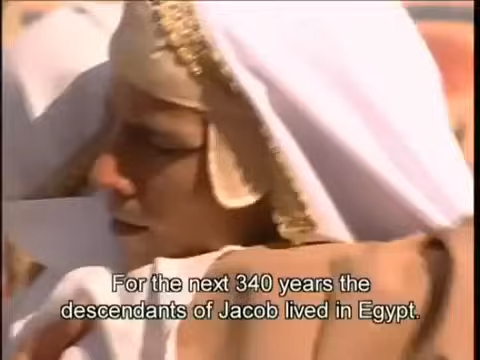 For the next 340 years the
descendants of Jacob lived in Egypt.